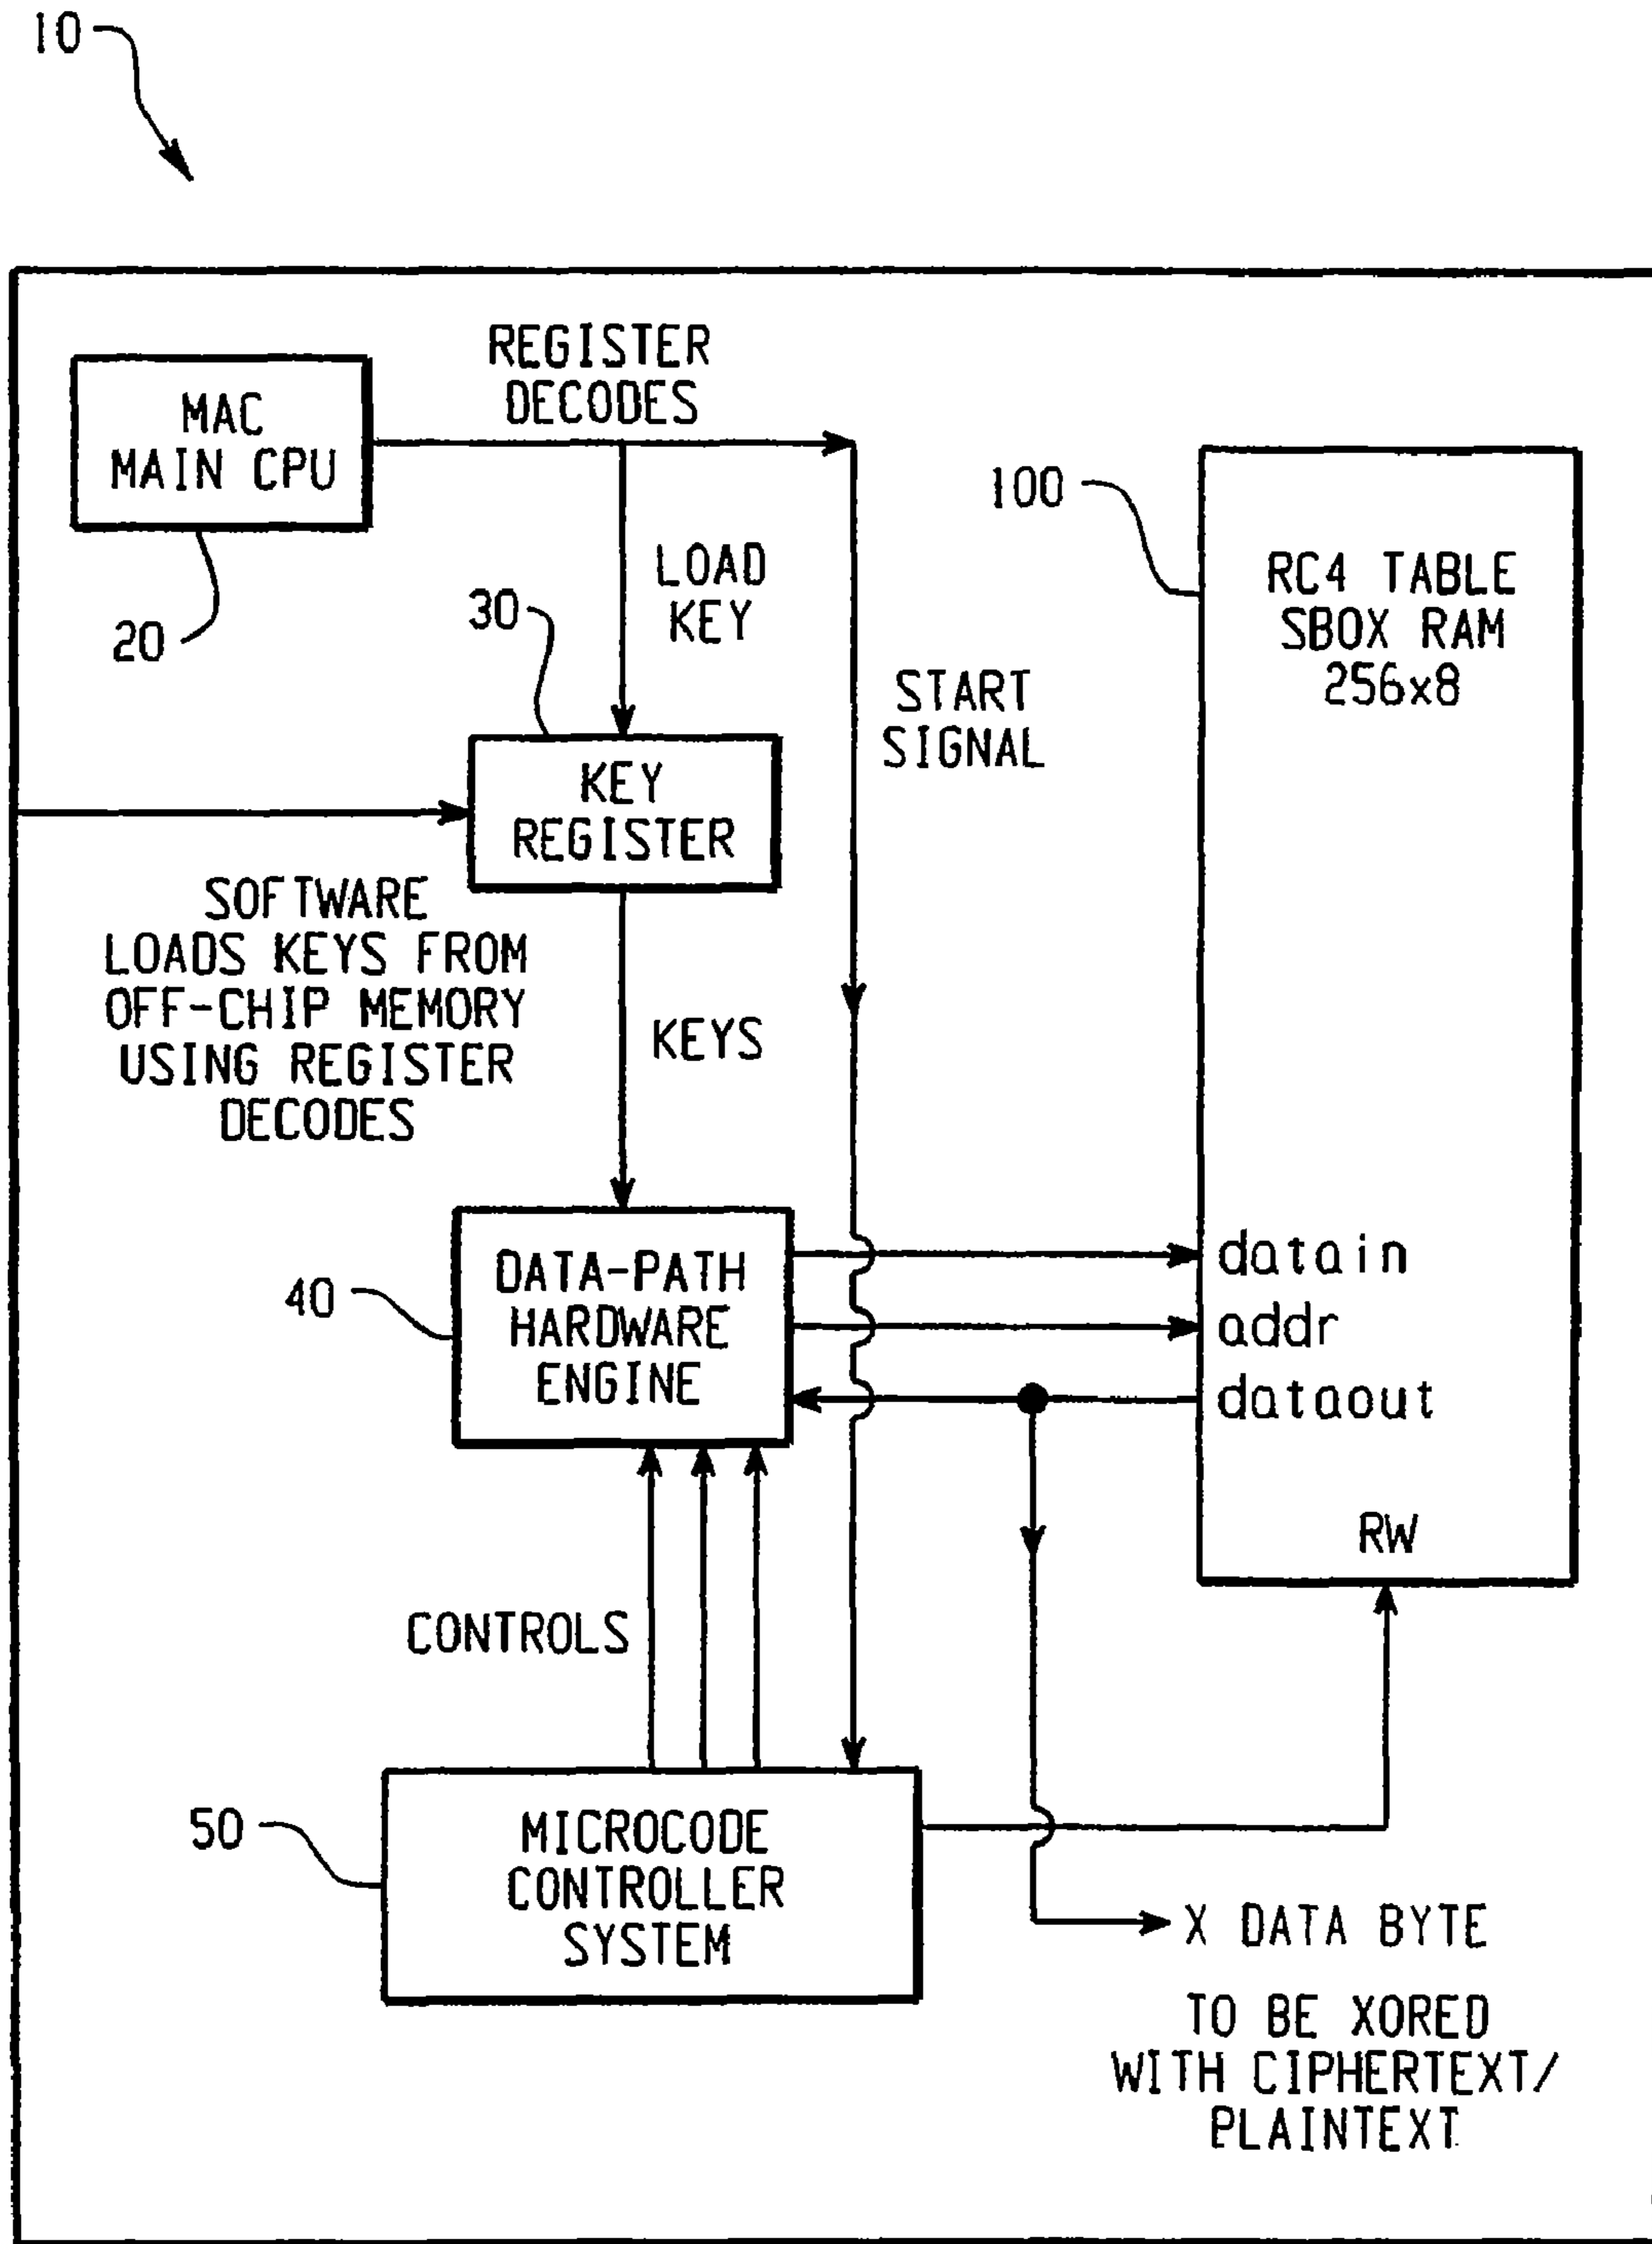 10
REGISTER
DECODES
MAC
MAIN CPU
20
LOAD
KEY
30
100
RC4 TABLE
SBOX RAM
256x8
START
SIGNAL
KEY
REGISTER
SOFTWARE
LOADS KEYS FROM
OFF-CHIP MEMORY
USING REGISTER
DECODES
KEYS
40
DATA-PATH
HARDWARE
ENGINE
datain
addr
dataout
RW
CONTROLS
50
MICROCODE
CONTROLLER
SYSTEM
X DATA BYTE
TO BE XORED
WITH CIPHERTEXT/
PLAINTEXT